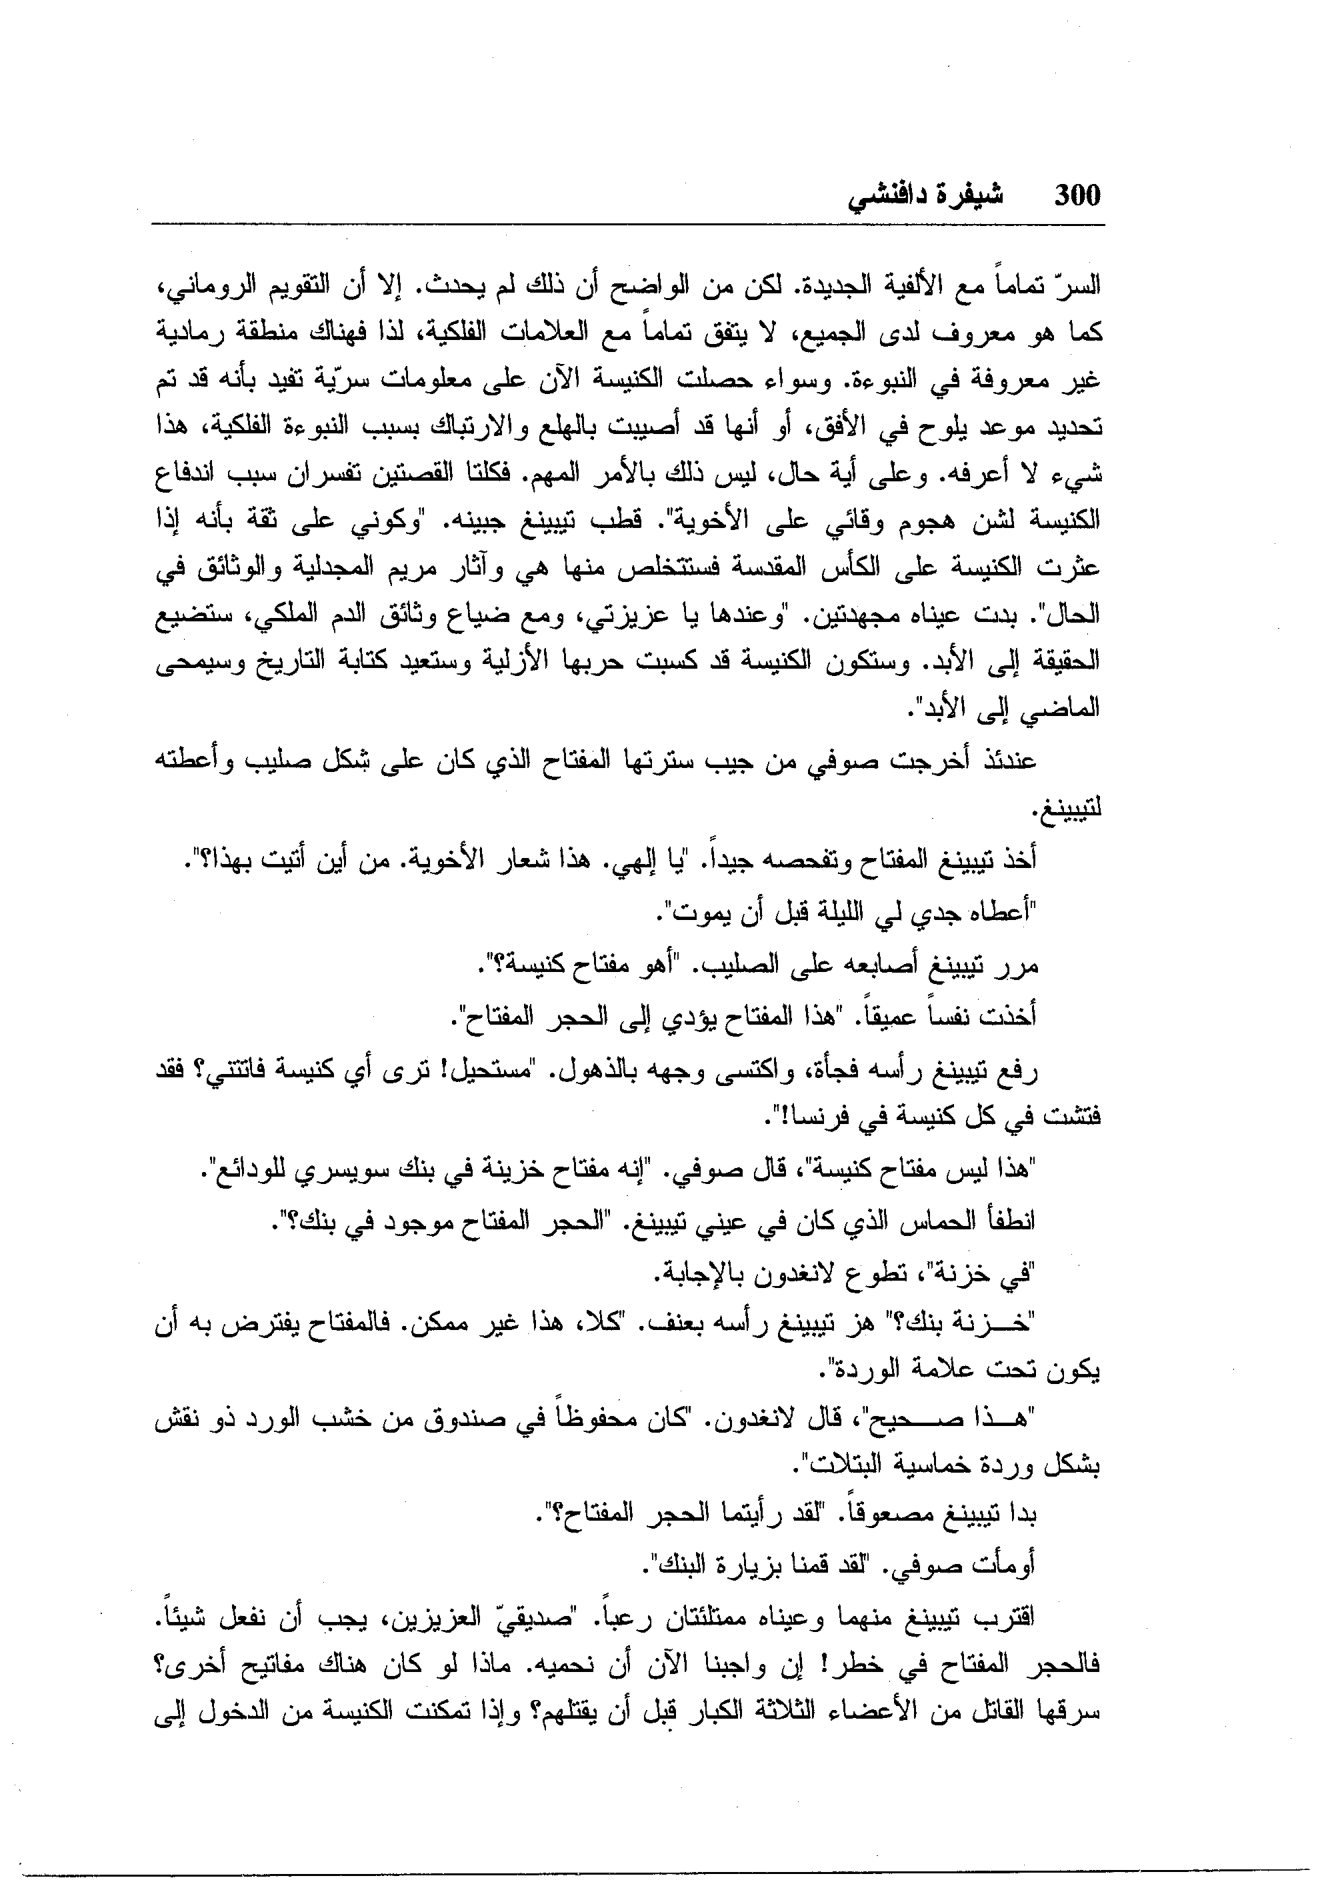 300 شيفرة دافنشي
السرّ تماماً مع الألفية الجديدة. لكن من الواضح أن ذلك لم يحدث. إلا أن التقويم الروماني،
كما هو معروف لدى الجميع، لا يتفق تماماً مع العلامات الفلكية، لذا فهناك منطقة رمادية
غير معروفة في النبوءة. وسواء حصلت الكنيسة الآن على معلومات سرّية تفيد بأنه قد تم
تحديد موعد يلوح في الأفق، أو أنها قد أصيبت بالهلع والارتباك بسبب النبوءة الفلكية، هذا
شيء لا أعرفه. وعلى أية حال، ليس ذلك بالأمر المهم. فكلتا القصتين تفسران سبب اندفاع
الكنيسة لشن هجوم وقائي على الأخوية". قطب تيبينغ جبينه. "وكوني على ثقة بأنه إذا
عثرت الكنيسة على الكأس المقدسة فستتخلص منها هي وآثار مريم المجدلية والوثائق في
الحال". بدت عيناه مجهدتين. "وعندها يا عزيزتي، ومع ضياع وثائق الدم الملكي، ستضيع
الحقيقة إلى الأبد. وستكون الكنيسة قد كسبت حربها الأزلية وستعيد كتابة التاريخ وسيمحى
الماضي إلى الأبد".
عندئذ أخرجت صوفي من جيب سترتها المفتاح الذي كان على شكل صليب وأعطته
لتيبينغ.
أخذ تيبينغ المفتاح وتفحصه جيداً. "يا إلهي. هذا شعار الأخوية. من أين أتيت بهذا؟".
"أعطاه جدي لي الليلة قبل أن يموت".
مرر تيبينغ أصابعه على الصليب. "أهو مفتاح كنيسة؟".
أخذت نفساً عميقاً. "هذا المفتاح يؤدي إلى الحجر المفتاح".
رفع تيبينغ رأسه فجأة، واكتسى وجهه بالذهول. "مستحيل! ترى أي كنيسة فاتتني؟ فقد
فتشت في كل كنيسة في فرنسا!".
"هذا ليس مفتاح كنيسة"، قال صوفي. "إنه مفتاح خزينة في بنك سويسري للودائع".
انطفأ الحماس الذي كان في عيني تيبينغ. "الحجر المفتاح موجود في بنك؟".
"في خزنة"، تطوع لانغدون بالإجابة.
"خـــزنة بنك؟" هز تيبينغ رأسه بعنف. "كلا، هذا غير ممكن. فالمفتاح يفترض به أن
يكون تحت علامة الوردة".
"هــذا صـــحيح"، قال لانغدون. "كان محفوظاً في صندوق من خشب الورد ذو نقش
بشكل وردة خماسية البتلات".
بدا تيبينغ مصعوقاً. "لقد رأيتما الحجر المفتاح؟".
أومأت صوفي. "لقد قمنا بزيارة البنك".
اقترب تيبينغ منهما وعيناه ممتلئتان رعباً. "صديقيّ العزيزين، يجب أن نفعل شيئاً.
فالحجر المفتاح في خطر! إن واجبنا الآن أن نحميه. ماذا لو كان هناك مفاتيح أخرى؟
سرقها القاتل من الأعضاء الثلاثة الكبار قبل أن يقتلهم؟ وإذا تمكنت الكنيسة من الدخول إلى